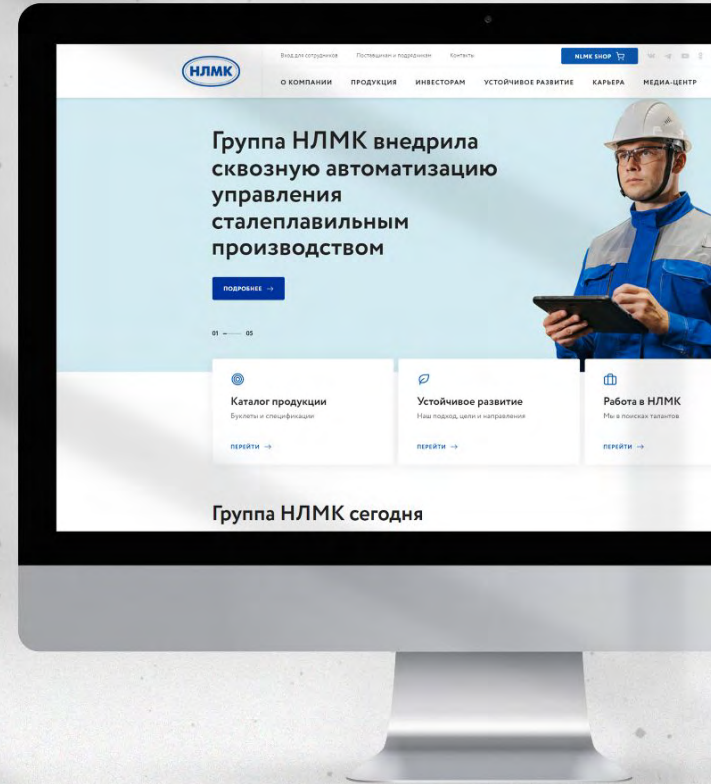 НЛМК
Вход для сотрудников Поставщикам и подрядчикам Контакты
NLMK SHOP
О КОМПАНИИ ПРОДУКЦИЯ ИНВЕСТОРАМ УСТОЙЧИВОЕ РАЗВИТИЕ КАРЬЕРА МЕДИА-ЦЕНТР
Группа НЛМК внедрила
сквозную автоматизацию
управления
сталеплавильным
производством
ПОДРОБНЕЕ →
01 05
Каталог продукции
Буклеты и спецификации
ПЕРЕЙТИ →
Устойчивое развитие
Наш подход, цели и направления
ПЕРЕЙТИ →
Работа в НЛМК
Мы в поисках талантов
ПЕРЕЙТИ →
Группа НЛМК сегодня